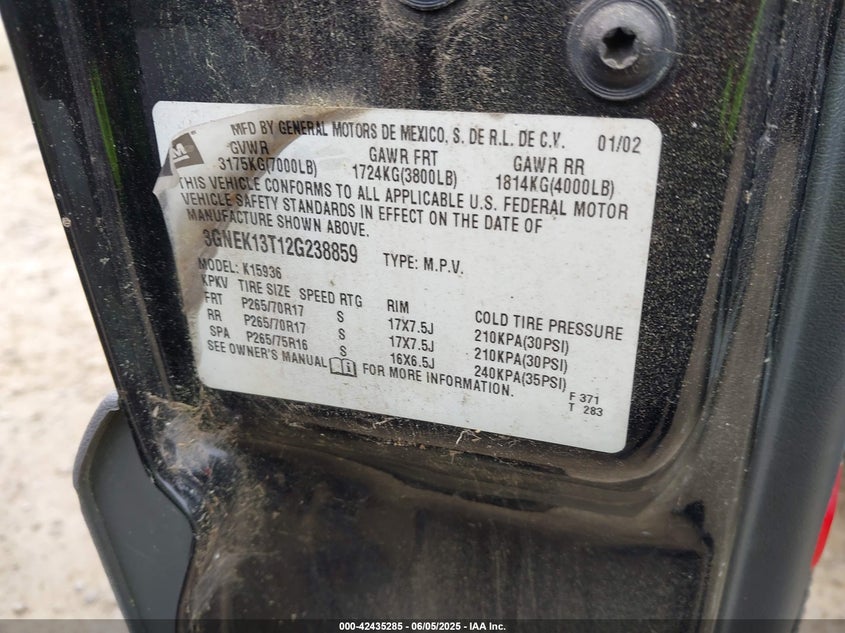 MFD BY GENERAL MOTORS DE MEXICO, S. DE R.L. DE C.V. 01/02
GVWR GAWR FRT GAWR RR
3175KG(7000LB) 1724KG(3800LB) 1814KG(4000LB)
THIS VEHICLE CONFORMS TO ALL APPLICABLE U.S. FEDERAL MOTOR
VEHICLE SAFETY STANDARDS IN EFFECT ON THE DATE OF
MANUFACTURE SHOWN ABOVE.
3GNEK13T12G238859 TYPE: M.P.V.
MODEL: K15936
KPKV TIRE SIZE SPEED RTG RIM COLD TIRE PRESSURE
FRT P265/70R17 S 17X7.5J 210KPA(30PSI)
RR P265/70R17 S 17X7.5J 210KPA(30PSI)
SPA P265/75R16 S 16X6.5J 240KPA(35PSI)
SEE OWNER'S MANUAL FOR MORE INFORMATION.
F 371
T 283
000-42435285 - 06/05/2025 - IAA Inc.